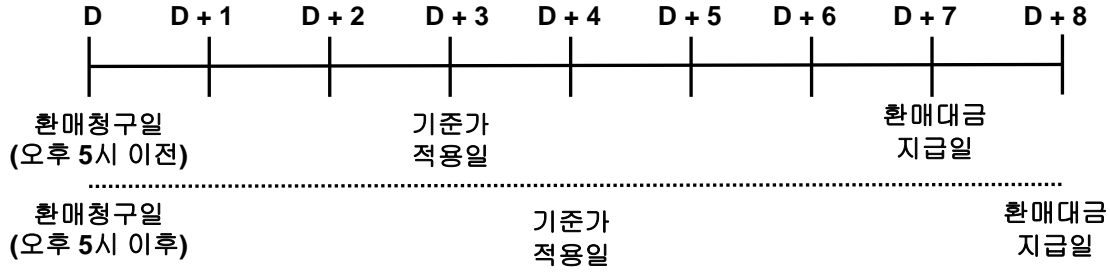 D D + 1 D + 2 D + 3 D + 4 D + 5 D + 6 D + 7 D + 8
환매청구일
(오후 5시 이전)
기준가
적용일
환매대금
지급일
환매청구일
(오후 5시 이후)
기준가
적용일
환매대금
지급일